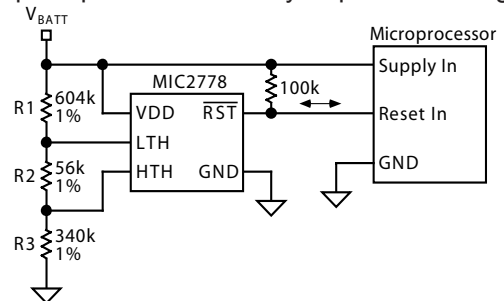 V_BATT
Microprocessor
MIC2778
Supply In
R1
604k
1%
VDD
RST
100k
Reset In
LTH
R2
56k
1%
HTH
GND
GND
R3
340k
1%